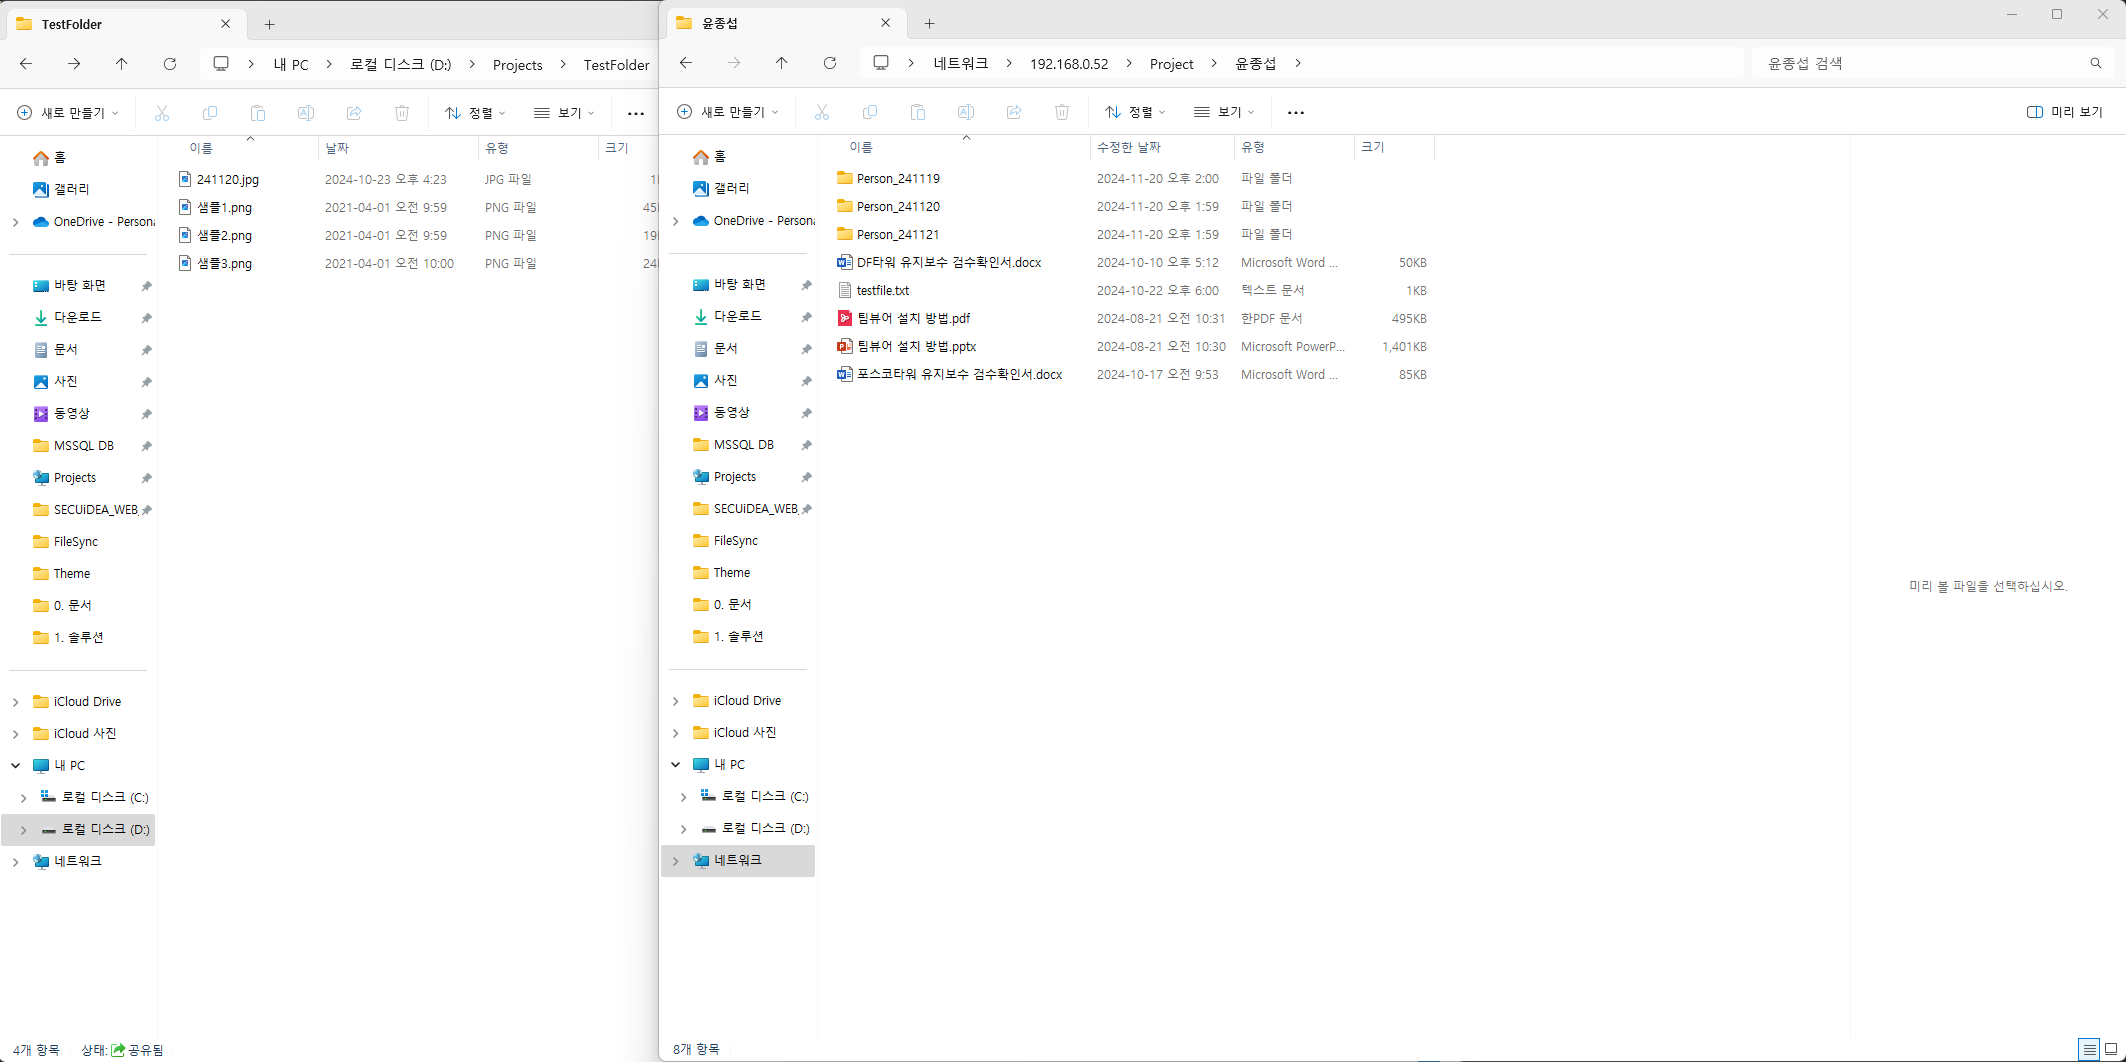 TestFolder
내 PC > 로컬 디스크 (D:) > Projects > TestFolder
새로 만들기 정렬 보기
이름 날짜 유형 크기
홈
갤러리
OneDrive - Persona
바탕 화면
다운로드
문서
사진
동영상
MSSQL DB
Projects
SECUiDEA_WEB_
FileSync
Theme
0. 문서
1. 솔루션
iCloud Drive
iCloud 사진
내 PC
로컬 디스크 (C:)
로컬 디스크 (D:)
네트워크
241120.jpg 2024-10-23 오후 4:23 JPG 파일 1
샘플1.png 2021-04-01 오전 9:59 PNG 파일 45
샘플2.png 2021-04-01 오전 9:59 PNG 파일 19
샘플3.png 2021-04-01 오전 10:00 PNG 파일 24
4개 항목 상태: 공유됨
윤종섭
네트워크 > 192.168.0.52 > Project > 윤종섭 >
윤종섭 검색
새로 만들기 정렬 보기 미리 보기
이름 수정한 날짜 유형 크기
홈
갤러리
OneDrive - Persona
바탕 화면
다운로드
문서
사진
동영상
MSSQL DB
Projects
SECUiDEA_WEB_
FileSync
Theme
0. 문서
1. 솔루션
iCloud Drive
iCloud 사진
내 PC
로컬 디스크 (C:)
로컬 디스크 (D:)
네트워크
Person_241119 2024-11-20 오후 2:00 파일 폴더
Person_241120 2024-11-20 오후 1:59 파일 폴더
Person_241121 2024-11-20 오후 1:59 파일 폴더
DF타워 유지보수 검수확인서.docx 2024-10-10 오후 5:12 Microsoft Word ... 50KB
testfile.txt 2024-10-22 오후 6:00 텍스트 문서 1KB
팀뷰어 설치 방법.pdf 2024-08-21 오전 10:31 한PDF 문서 495KB
팀뷰어 설치 방법.pptx 2024-08-21 오전 10:30 Microsoft PowerP... 1,401KB
포스코타워 유지보수 검수확인서.docx 2024-10-17 오전 9:53 Microsoft Word ... 85KB
미리 볼 파일을 선택하십시오.
8개 항목